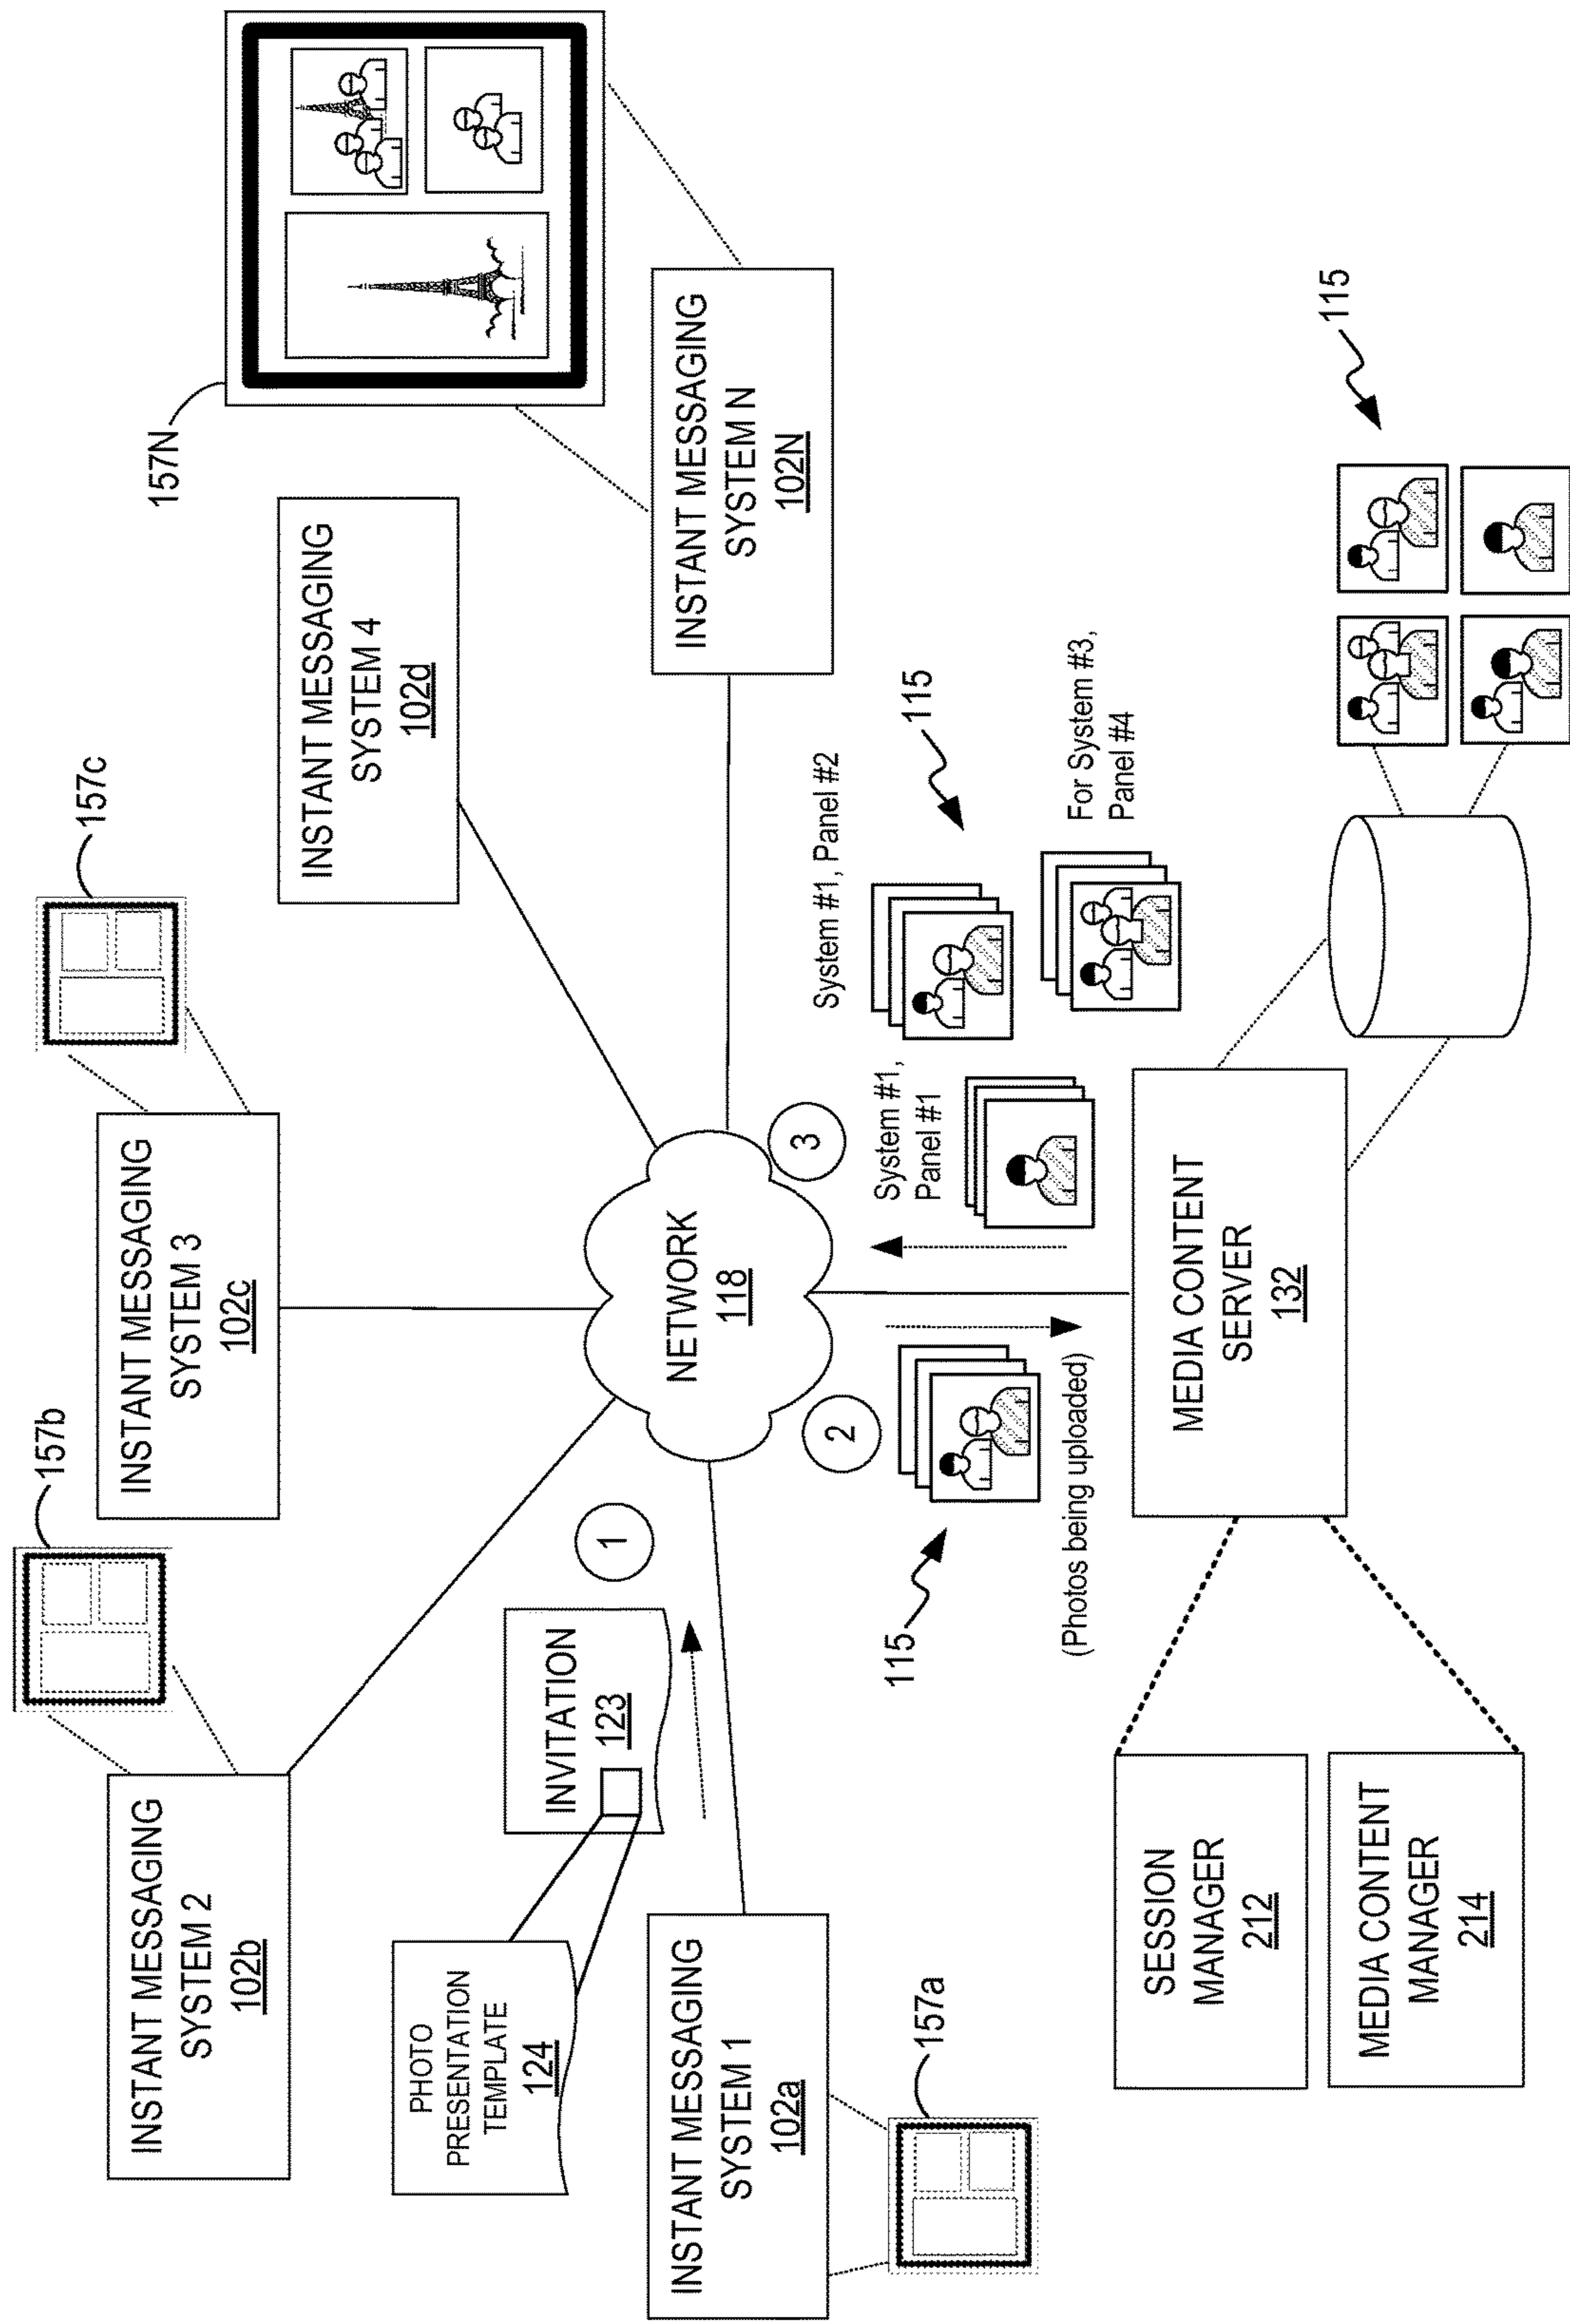 157b
157c
157N
INSTANT MESSAGING
SYSTEM 2
102b
INSTANT MESSAGING
SYSTEM 3
102c
INSTANT MESSAGING
SYSTEM 4
102d
PHOTO
PRESENTATION
TEMPLATE
124
INVITATION
123
1
INSTANT MESSAGING
SYSTEM 1
102a
157a
NETWORK
118
INSTANT MESSAGING
SYSTEM N
102N
2
3
115
(Photos being uploaded)
System #1,
Panel #1
System #1, Panel #2
115
For System #3,
Panel #4
SESSION
MANAGER
212
MEDIA CONTENT
MANAGER
214
MEDIA CONTENT
SERVER
132
115